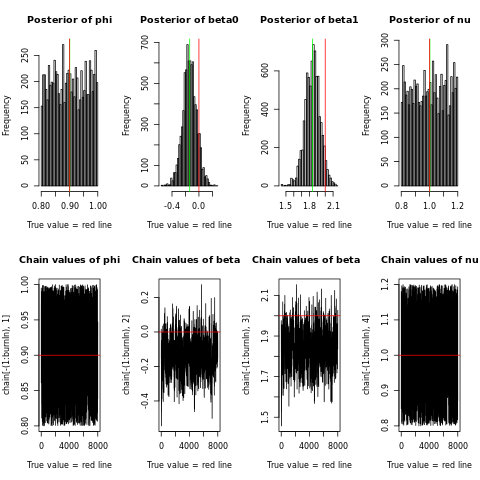 Posterior of phi
Posterior of beta0
Posterior of beta1
Posterior of nu
Frequency
0 50 100 150 200 250
0.80 0.90 1.00
True value = red line
Frequency
0 100 300 500 700
-0.4 0.0
True value = red line
Frequency
0 200 400 600
1.5 1.8 2.1
True value = red line
Frequency
0 50 100 150 200 250 300
0.8 1.0 1.2
True value = red line
Chain values of phi
Chain values of beta
Chain values of beta
Chain values of nu
chain[-(1:burnIn), 1]
0.80 0.85 0.90 0.95 1.00
0 4000 8000
True value = red line
chain[-(1:burnIn), 2]
-0.4 -0.2 0.0 0.2
0 4000 8000
True value = red line
chain[-(1:burnIn), 3]
1.5 1.7 1.9 2.1
0 4000 8000
True value = red line
chain[-(1:burnIn), 4]
0.8 0.9 1.0 1.1 1.2
0 4000 8000
True value = red line